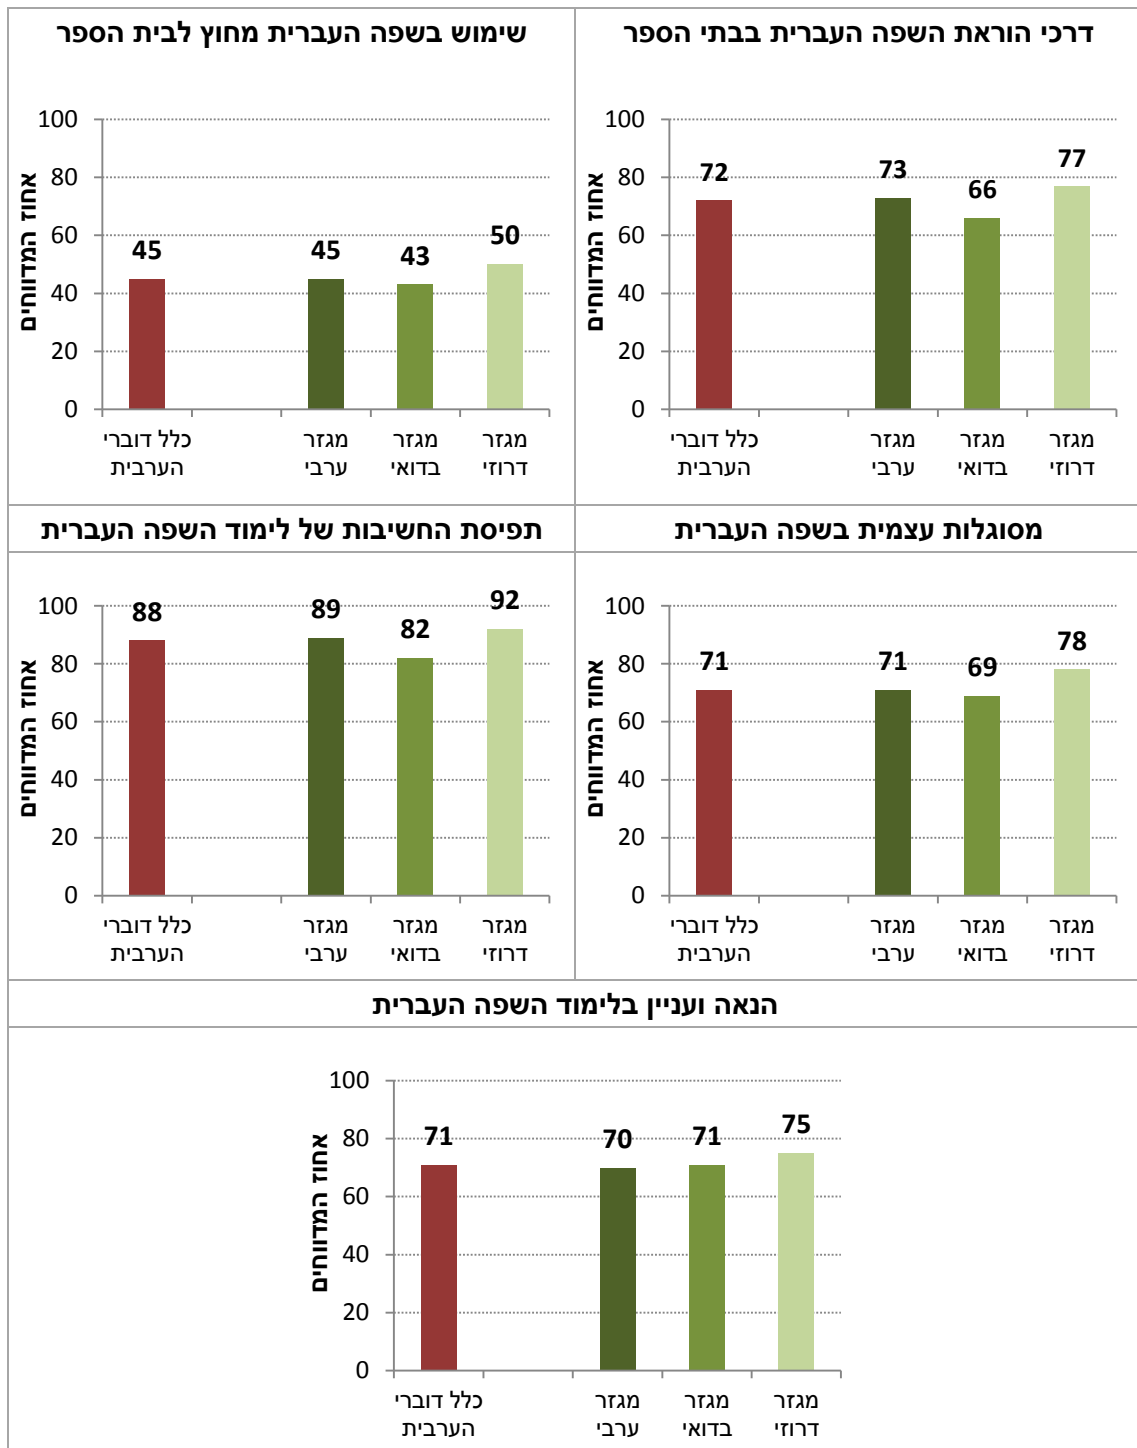 דרכי הוראת השפה העברית בבתי הספר
אחוז המדווחים
100
80
60
40
20
0
72
73
66
77
כלל דוברי
הערבית
מגזר
ערבי
מגזר
בדואי
מגזר
דרוזי
שימוש בשפה העברית מחוץ לבית הספר
אחוז המדווחים
100
80
60
40
20
0
45
45
43
50
כלל דוברי
הערבית
מגזר
ערבי
מגזר
בדואי
מגזר
דרוזי
מסוגלות עצמית בשפה העברית
אחוז המדווחים
100
80
60
40
20
0
71
71
69
78
כלל דוברי
הערבית
מגזר
ערבי
מגזר
בדואי
מגזר
דרוזי
תפיסת החשיבות של לימוד השפה העברית
אחוז המדווחים
100
80
60
40
20
0
88
89
82
92
כלל דוברי
הערבית
מגזר
ערבי
מגזר
בדואי
מגזר
דרוזי
הנאה ועניין בלימוד השפה העברית
אחוז המדווחים
100
80
60
40
20
0
71
70
71
75
כלל דוברי
הערבית
מגזר
ערבי
מגזר
בדואי
מגזר
דרוזי